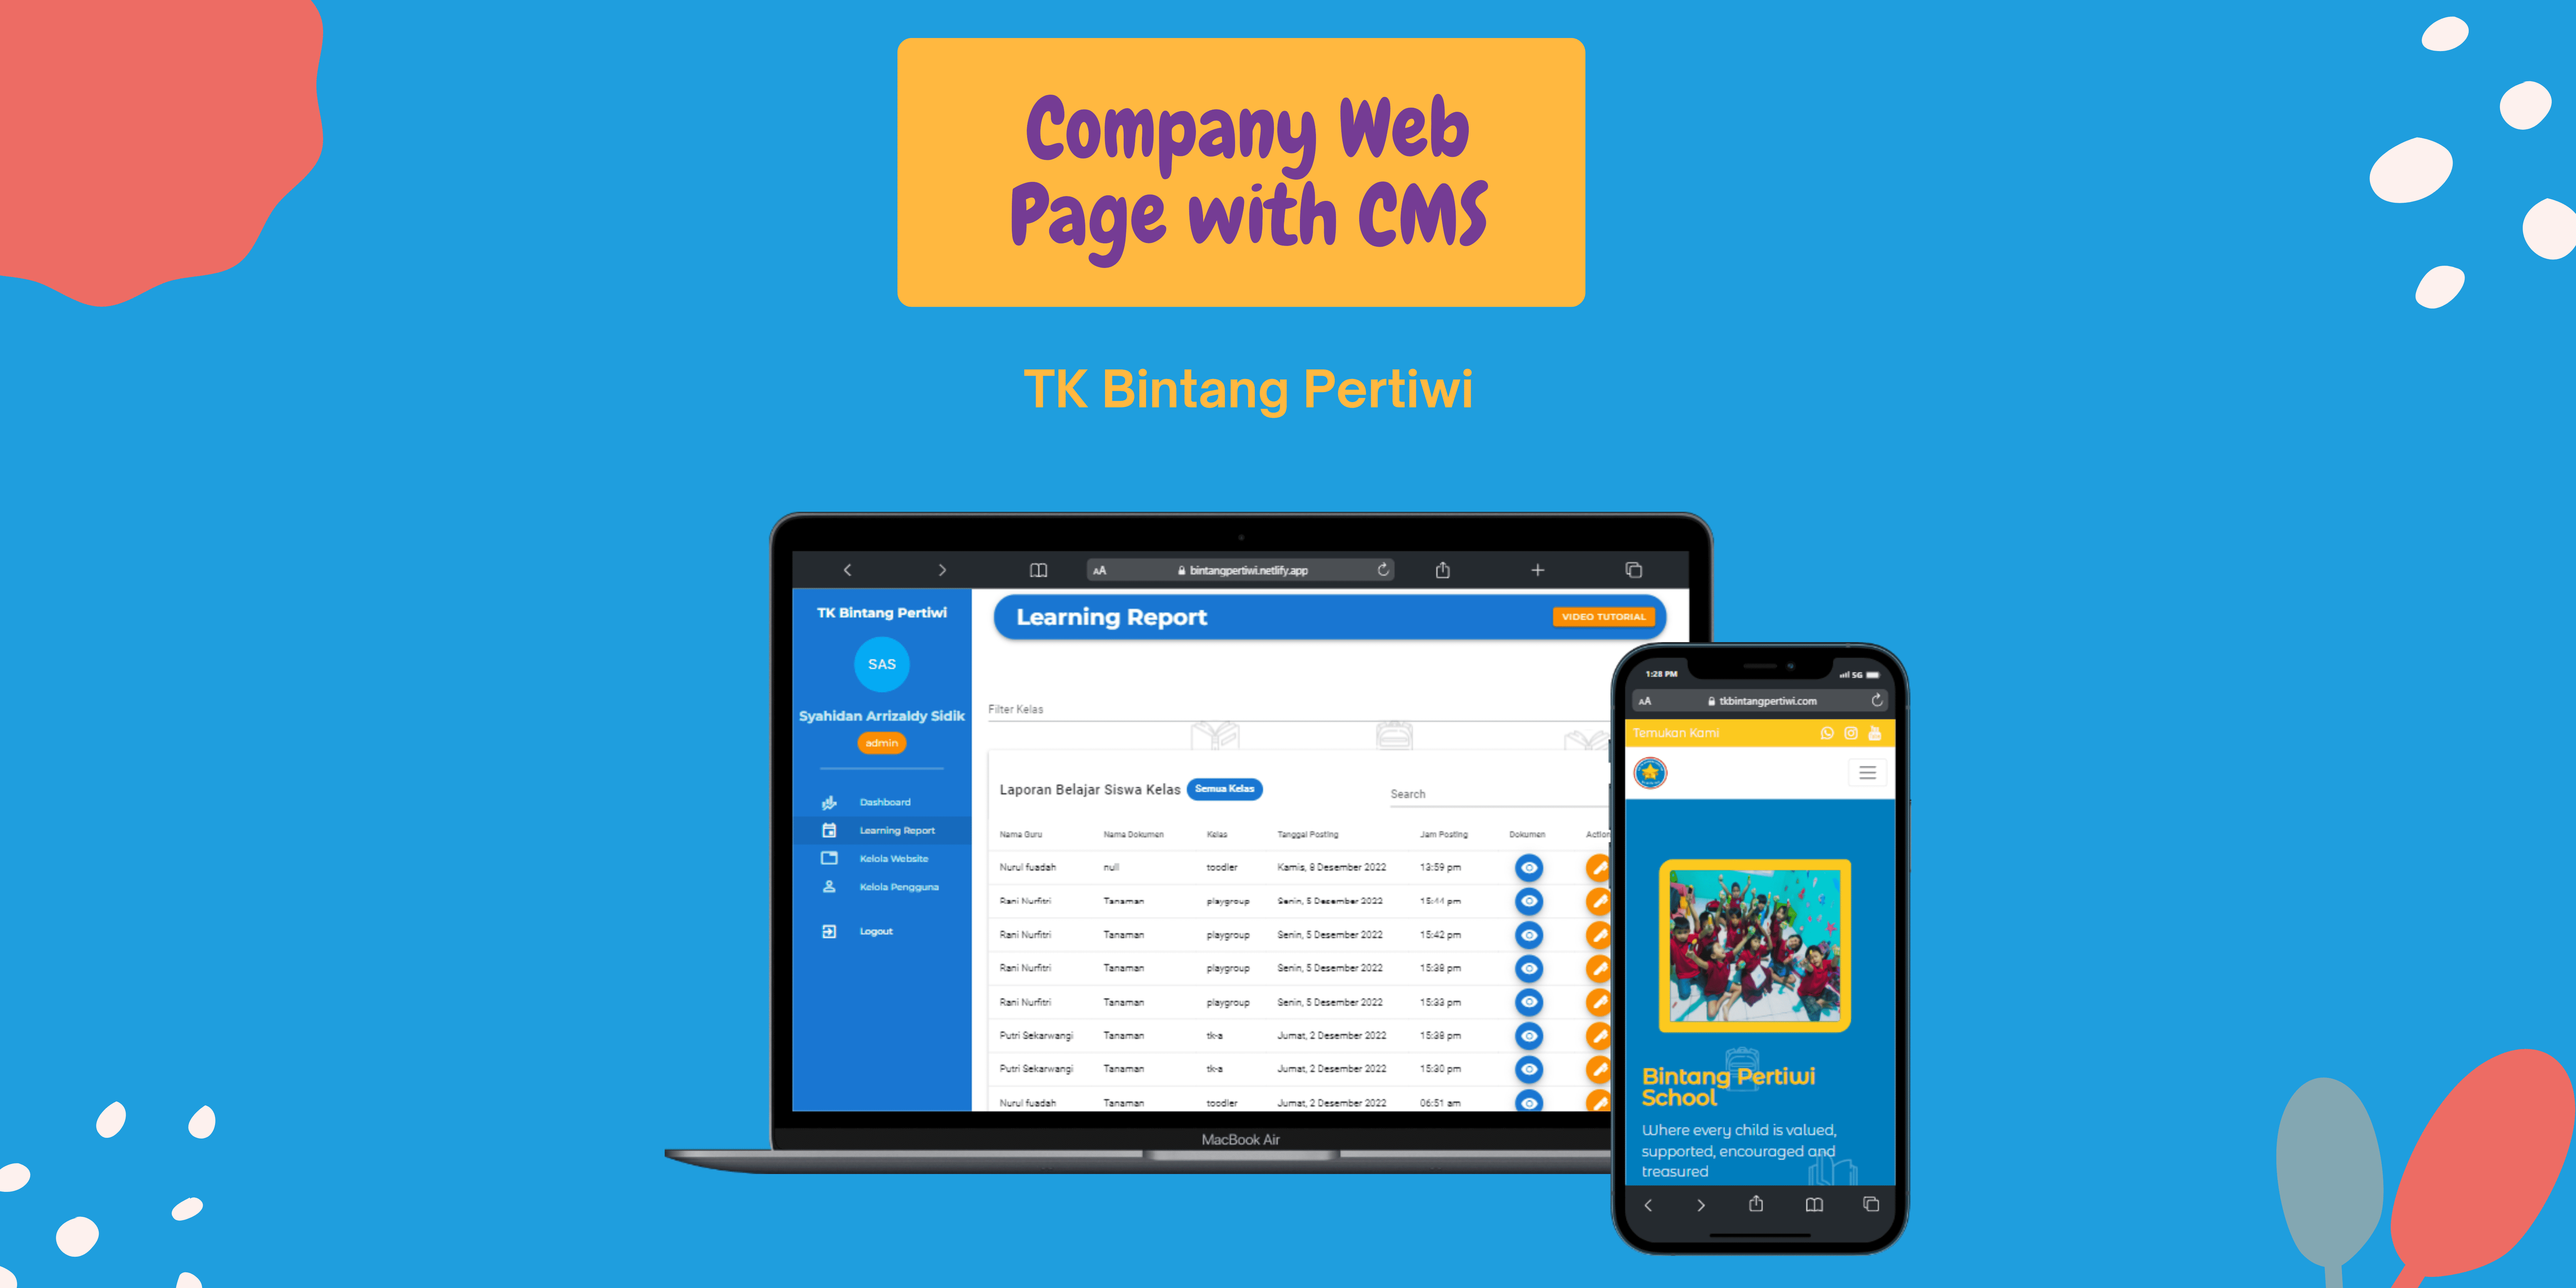 Company Web
Page with CMS
TK Bintang Pertiwi
bintangpertiwi.netlify.app
AA
TK Bintang Pertiwi
SAS
Syahidan Arrizaldy Sidik
admin
Dashboard
Learning Report
Kelola Website
Kelola Pengguna
Logout
Learning Report
VIDEO TUTORIAL
Filter Kelas
Laporan Belajar Siswa Kelas Semua Kelas
Search
Nama Guru Nama Dokumen Kelas Tanggal Posting Jam Posting Dokumen Action
Nurul fuadah null toodler Kamis, 8 Desember 2022 13:59 pm
Rani Nurfitri Tanaman playgroup Senin, 5 Desember 2022 15:44 pm
Rani Nurfitri Tanaman playgroup Senin, 5 Desember 2022 15:42 pm
Rani Nurfitri Tanaman playgroup Senin, 5 Desember 2022 15:38 pm
Rani Nurfitri Tanaman playgroup Senin, 5 Desember 2022 15:33 pm
Putri Sekarwangi Tanaman tk-a Jumat, 2 Desember 2022 15:38 pm
Putri Sekarwangi Tanaman tk-a Jumat, 2 Desember 2022 15:30 pm
Nurul fuadah Tanaman toodler Jumat, 2 Desember 2022 06:51 am
MacBook Air
1:28 PM
5G
AA
tkbintangpertiwi.com
Temukan Kami
Bintang Pertiwi
School
Where every child is valued,
supported, encouraged and
treasured